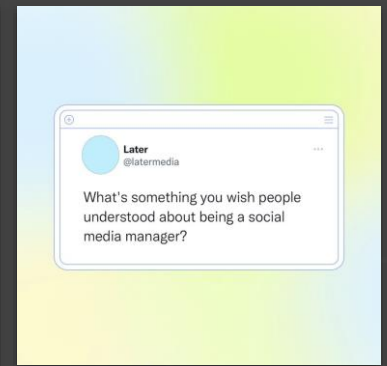 Later
@latermedia
What's something you wish people
understood about being a social
media manager?